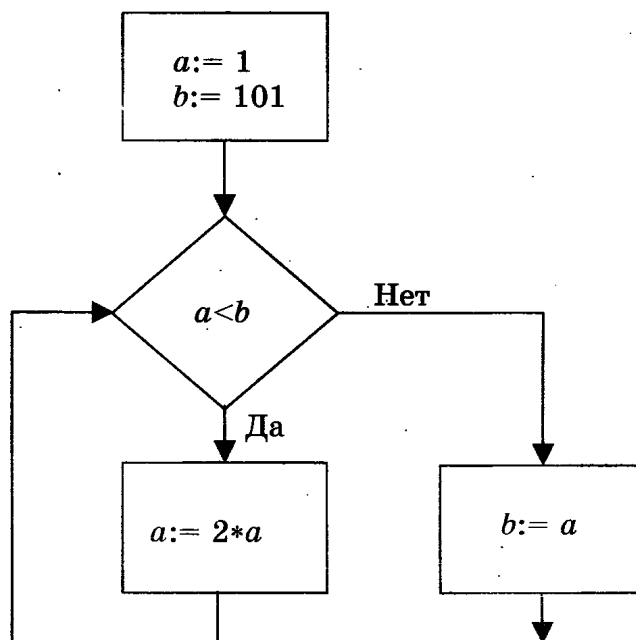 a:= 1
b:= 101
a<b
Нет
Да
a:= 2*a
b:= a